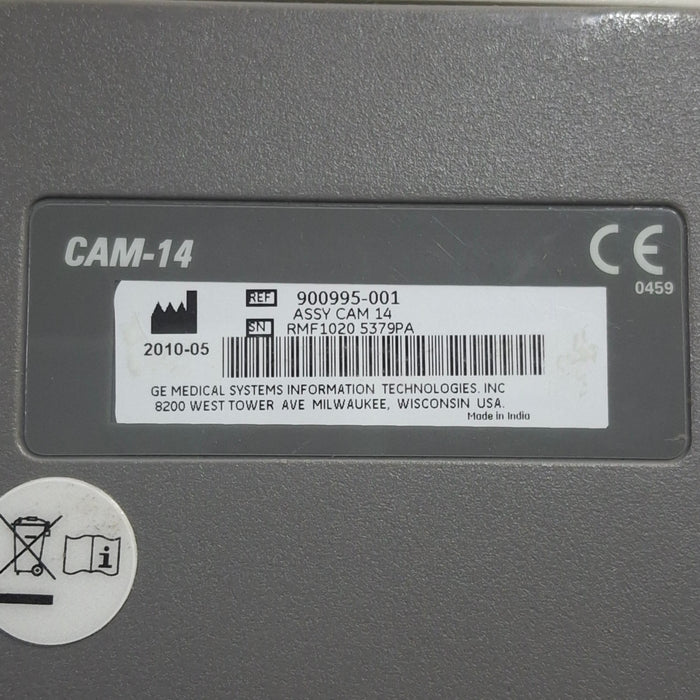 CAM-14
CE
0459
REF 900995-001
ASSY CAM 14
SN RMF1020 5379PA
2010-05
GE MEDICAL SYSTEMS INFORMATION TECHNOLOGIES. INC
8200 WEST TOWER AVE MILWAUKEE, WISCONSIN USA.
Made in India
i